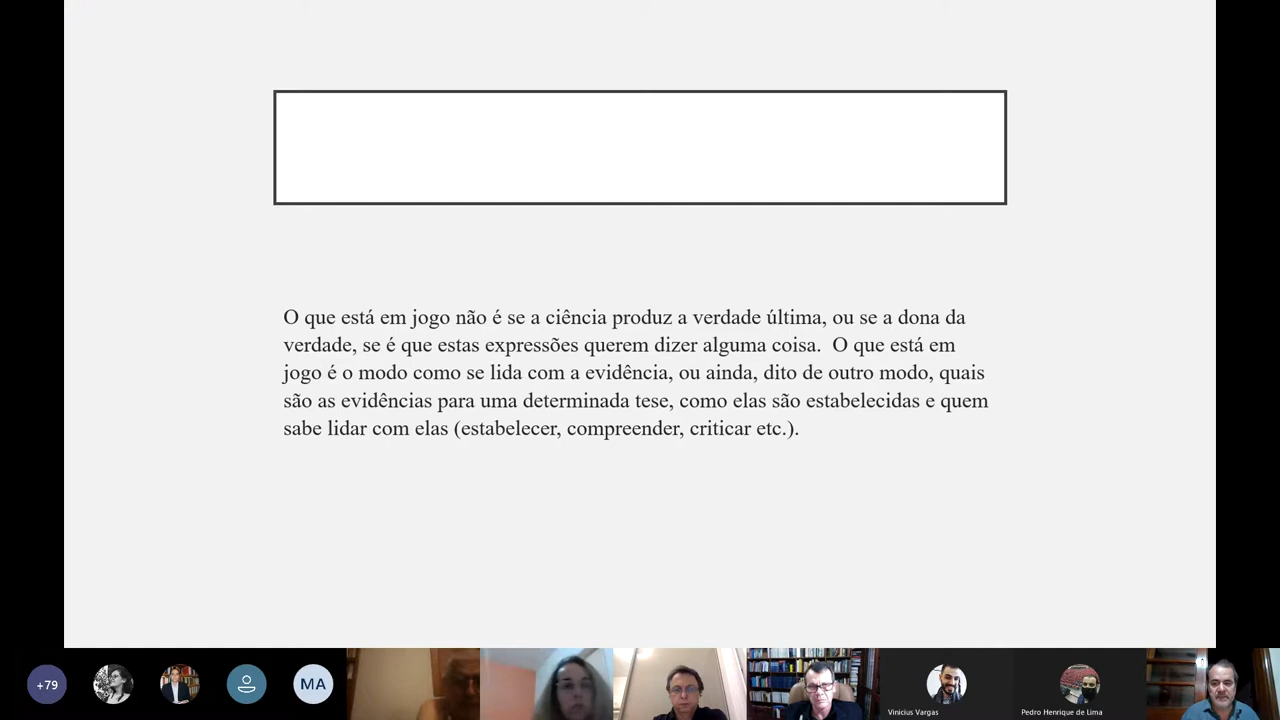 O que está em jogo não é se a ciência produz a verdade última, ou se a dona da
verdade, se é que estas expressões querem dizer alguma coisa.  O que está em
jogo é o modo como se lida com a evidência, ou ainda, dito de outro modo, quais
são as evidências para uma determinada tese, como elas são estabelecidas e quem
sabe lidar com elas (estabelecer, compreender, criticar etc.).
+79
MA
Vinicius Vargas
Pedro Henrique de Lima